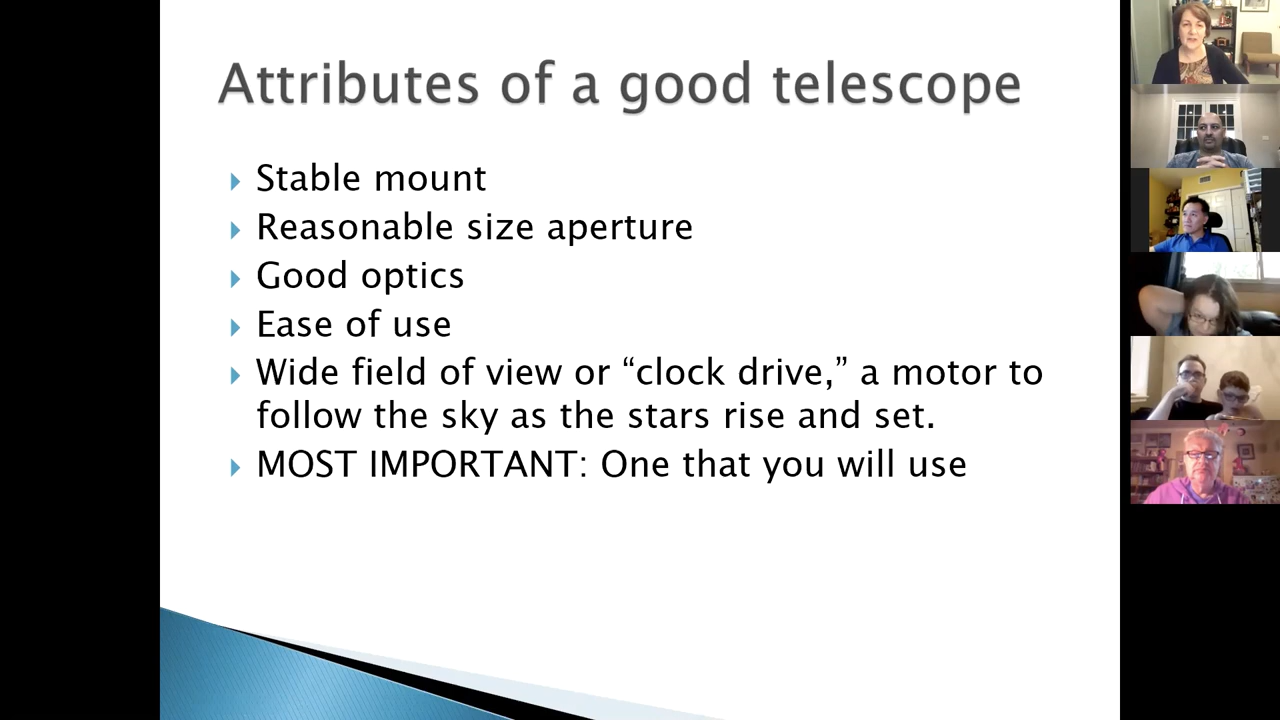 Attributes of a good telescope
Stable mount
Reasonable size aperture
Good optics
Ease of use
Wide field of view or “clock drive,” a motor to
follow the sky as the stars rise and set.
MOST IMPORTANT: One that you will use